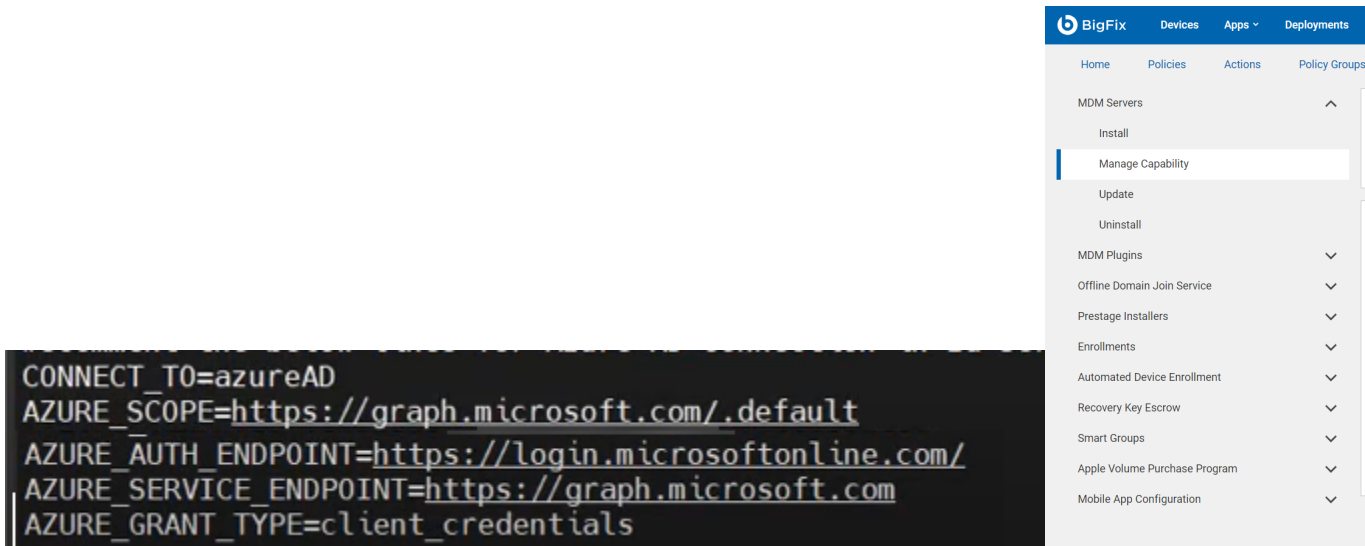 BigFix Devices Apps Deployments
Home Policies Actions Policy Groups
MDM Servers
Install
Manage Capability
Update
Uninstall
MDM Plugins
Offline Domain Join Service
Prestage Installers
Enrollments
Automated Device Enrollment
Recovery Key Escrow
Smart Groups
Apple Volume Purchase Program
Mobile App Configuration
CONNECT_TO=azureAD
AZURE_SCOPE=https://graph.microsoft.com/.default
AZURE_AUTH_ENDPOINT=https://login.microsoftonline.com/
AZURE_SERVICE_ENDPOINT=https://graph.microsoft.com
AZURE_GRANT_TYPE=client_credentials